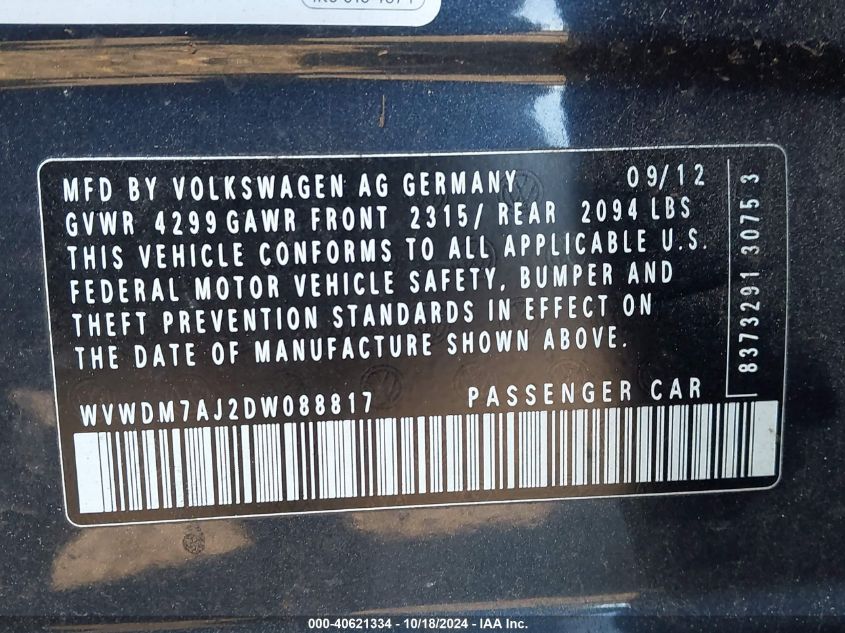 MFD BY VOLKSWAGEN AG GERMANY 09/12
GVWR 4299 GAWR FRONT 2315/ REAR 2094 LBS
THIS VEHICLE CONFORMS TO ALL APPLICABLE U.S.
FEDERAL MOTOR VEHICLE SAFETY, BUMPER AND
THEFT PREVENTION STANDARDS IN EFFECT ON
THE DATE OF MANUFACTURE SHOWN ABOVE.
WVWDM7AJ2DW088817 PASSENGER CAR
8373291 30753
000-40621334 - 10/18/2024 - IAA Inc.